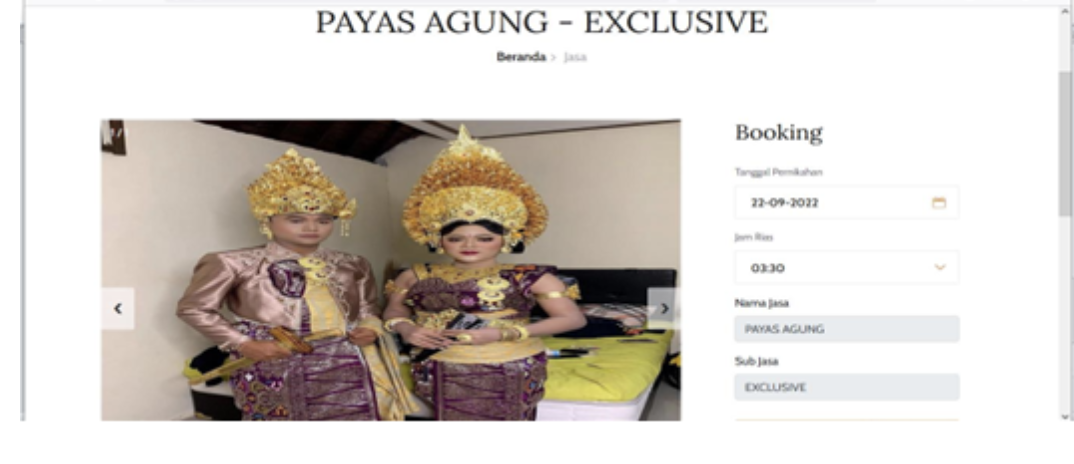 PAYAS AGUNG - EXCLUSIVE
Beranda > Jasa
Booking
Tanggal Pernikahan
22-09-2022
Jam Rias
03:30
Nama Jasa
PAYAS AGUNG
Sub Jasa
EXCLUSIVE